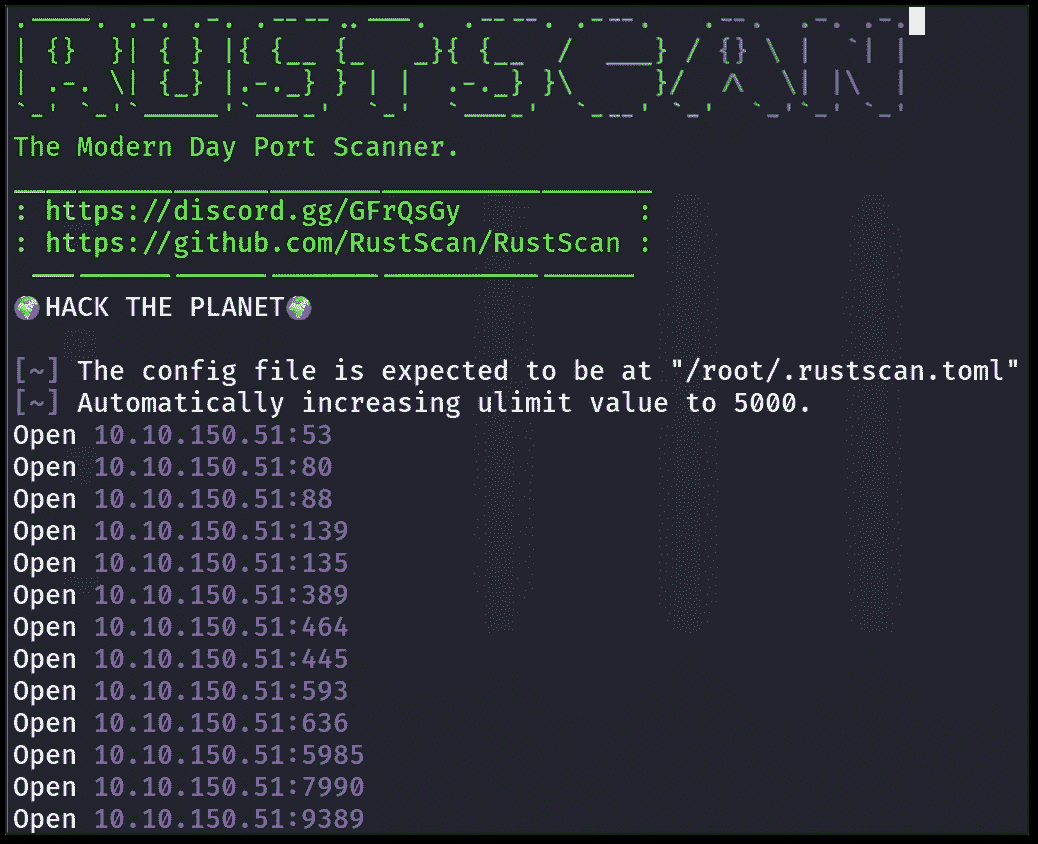 RUSTSCAN
The Modern Day Port Scanner.
: https://discord.gg/GFrQsGy :
: https://github.com/RustScan/RustScan :
🌍HACK THE PLANET🌍
[~] The config file is expected to be at "/root/.rustscan.toml"
[~] Automatically increasing ulimit value to 5000.
Open 10.10.150.51:53
Open 10.10.150.51:80
Open 10.10.150.51:88
Open 10.10.150.51:139
Open 10.10.150.51:135
Open 10.10.150.51:389
Open 10.10.150.51:464
Open 10.10.150.51:445
Open 10.10.150.51:593
Open 10.10.150.51:636
Open 10.10.150.51:5985
Open 10.10.150.51:7990
Open 10.10.150.51:9389